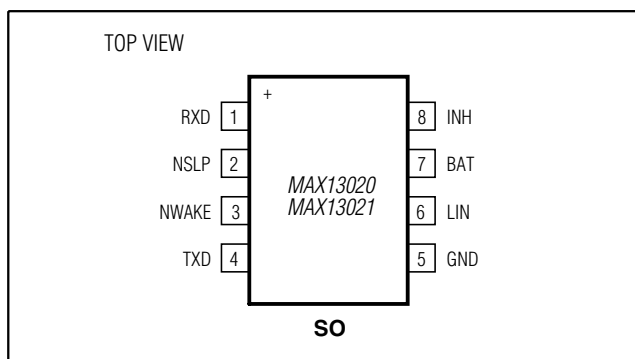 TOP VIEW
+
RXD 1
8 INH
NSLP 2
7 BAT
MAX13020
MAX13021
NWAKE 3
6 LIN
TXD 4
5 GND
SO